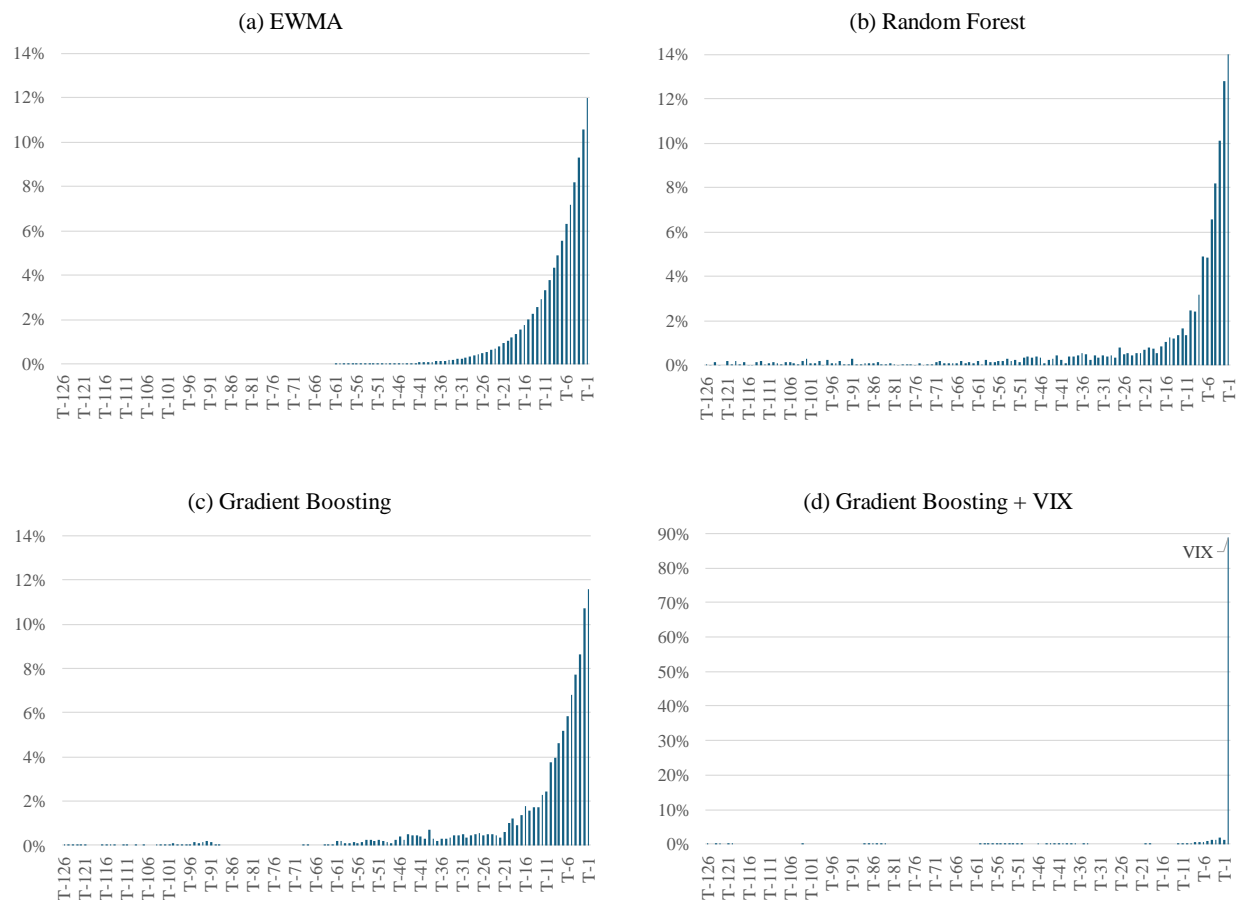 (a) EWMA
14%
12%
10%
8%
6%
4%
2%
0%
T-126
T-121
T-116
T-111
T-106
T-101
T-96
T-91
T-86
T-81
T-76
T-71
T-66
T-61
T-56
T-51
T-46
T-41
T-36
T-31
T-26
T-21
T-16
T-11
T-6
T-1
(b) Random Forest
14%
12%
10%
8%
6%
4%
2%
0%
T-126
T-121
T-116
T-111
T-106
T-101
T-96
T-91
T-86
T-81
T-76
T-71
T-66
T-61
T-56
T-51
T-46
T-41
T-36
T-31
T-26
T-21
T-16
T-11
T-6
T-1
(c) Gradient Boosting
14%
12%
10%
8%
6%
4%
2%
0%
T-126
T-121
T-116
T-111
T-106
T-101
T-96
T-91
T-86
T-81
T-76
T-71
T-66
T-61
T-56
T-51
T-46
T-41
T-36
T-31
T-26
T-21
T-16
T-11
T-6
T-1
(d) Gradient Boosting + VIX
90%
80%
70%
60%
50%
40%
30%
20%
10%
0%
VIX
T-126
T-121
T-116
T-111
T-106
T-101
T-96
T-91
T-86
T-81
T-76
T-71
T-66
T-61
T-56
T-51
T-46
T-41
T-36
T-31
T-26
T-21
T-16
T-11
T-6
T-1